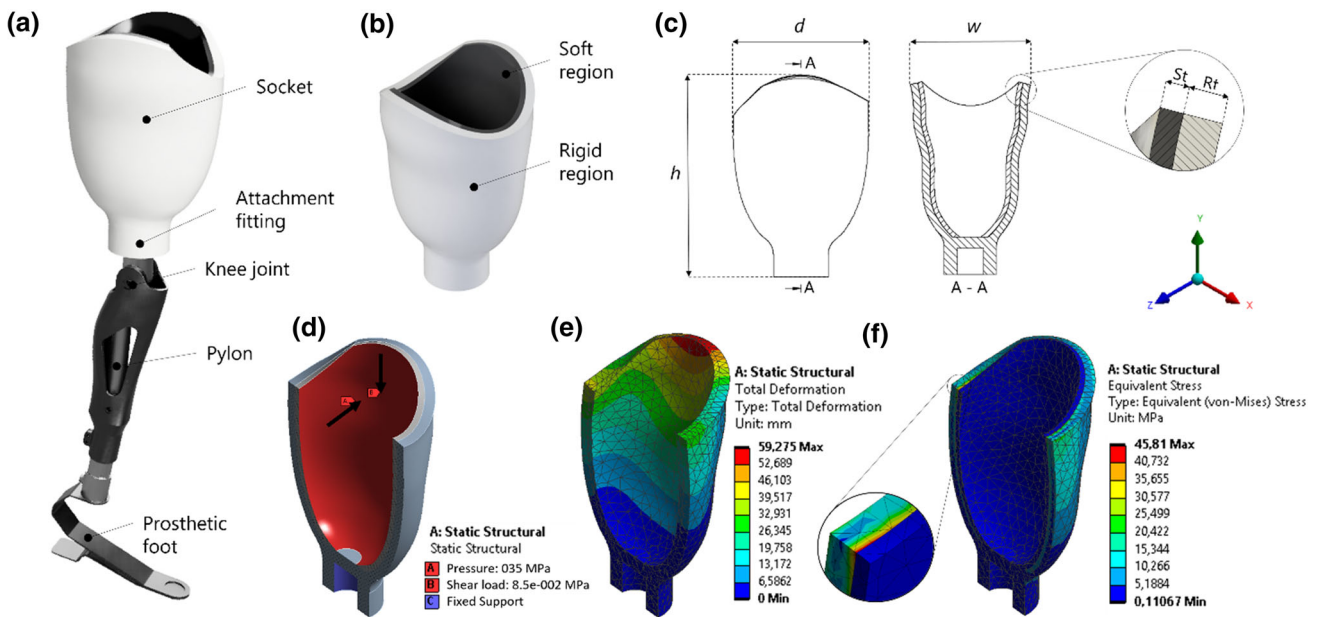 (a)
Socket
Attachment
fitting
Knee joint
Pylon
Prosthetic
foot
(b)
Soft
region
Rigid
region
(c)
d
A
h
A
w
A - A
St
Rt
Y
Z
X
(d)
A: Static Structural
Static Structural
A Pressure: 035 MPa
B Shear load: 8.5e-002 MPa
C Fixed Support
(e)
A: Static Structural
Total Deformation
Type: Total Deformation
Unit: mm
59,275 Max
52,689
46,103
39,517
32,931
26,345
19,758
13,172
6,5862
0 Min
(f)
A: Static Structural
Equivalent Stress
Type: Equivalent (von-Mises) Stress
Unit: MPa
45,81 Max
40,732
35,655
30,577
25,499
20,422
15,344
10,266
5,1884
0,11067 Min